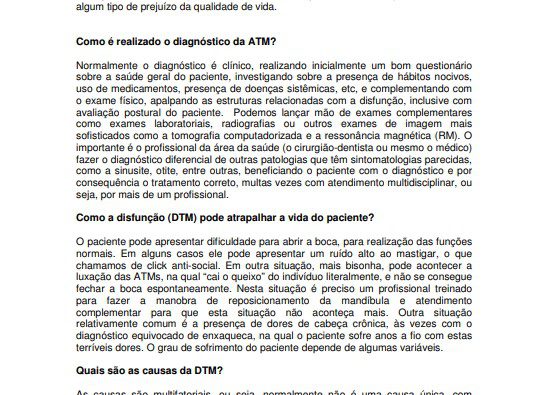 algum tipo de prejuízo da qualidade de vida.
Como é realizado o diagnóstico da ATM?
Normalmente o diagnóstico é clínico, realizando inicialmente um bom questionário
sobre a saúde geral do paciente, investigando sobre a presença de hábitos nocivos,
uso de medicamentos, presença de doenças sistêmicas, etc, e complementando com
o exame físico, apalpando as estruturas relacionadas com a disfunção, inclusive com
avaliação postural do paciente. Podemos lançar mão de exames complementares
como exames laboratoriais, radiografias ou outros exames de imagem mais
sofisticados como a tomografia computadorizada e a ressonância magnética (RM). O
importante é o profissional da área da saúde (o cirurgião-dentista ou mesmo o médico)
fazer o diagnóstico diferencial de outras patologias que têm sintomatologias parecidas,
como a sinusite, otite, entre outras, beneficiando o paciente com o diagnóstico e por
consequência o tratamento correto, multas vezes com atendimento multidisciplinar, ou
seja, por mais de um profissional.
Como a disfunção (DTM) pode atrapalhar a vida do paciente?
O paciente pode apresentar dificuldade para abrir a boca, para realização das funções
normais. Em alguns casos ele pode apresentar um ruído alto ao mastigar, o que
chamamos de click anti-social. Em outra situação, mais bisonha, pode acontecer a
luxação das ATMs, na qual “cai o queixo” do indivíduo literalmente, e não se consegue
fechar a boca espontaneamente. Nesta situação é preciso um profissional treinado
para fazer a manobra de reposicionamento da mandíbula e atendimento
complementar para que esta situação não aconteça mais. Outra situação
relativamente comum é a presença de dores de cabeça crônica, às vezes com o
diagnóstico equivocado de enxaqueca, na qual o paciente sofre anos a fio com estas
terríveis dores. O grau de sofrimento do paciente depende de algumas variáveis.
Quais são as causas da DTM?
As causas são multifatoriais, ou seja, normalmente não é uma causa única, com